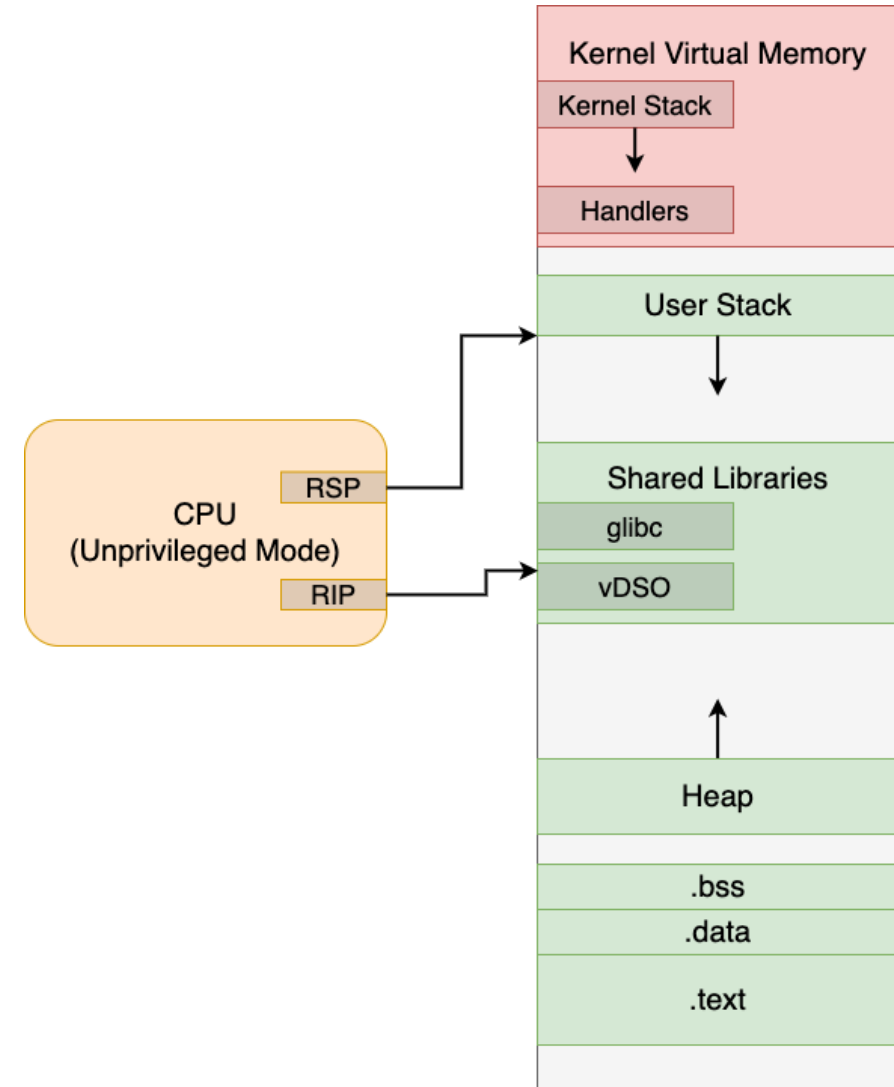 Kernel Virtual Memory
Kernel Stack
Handlers
User Stack
CPU
(Unprivileged Mode)
RSP
RIP
Shared Libraries
glibc
vDSO
Heap
.bss
.data
.text